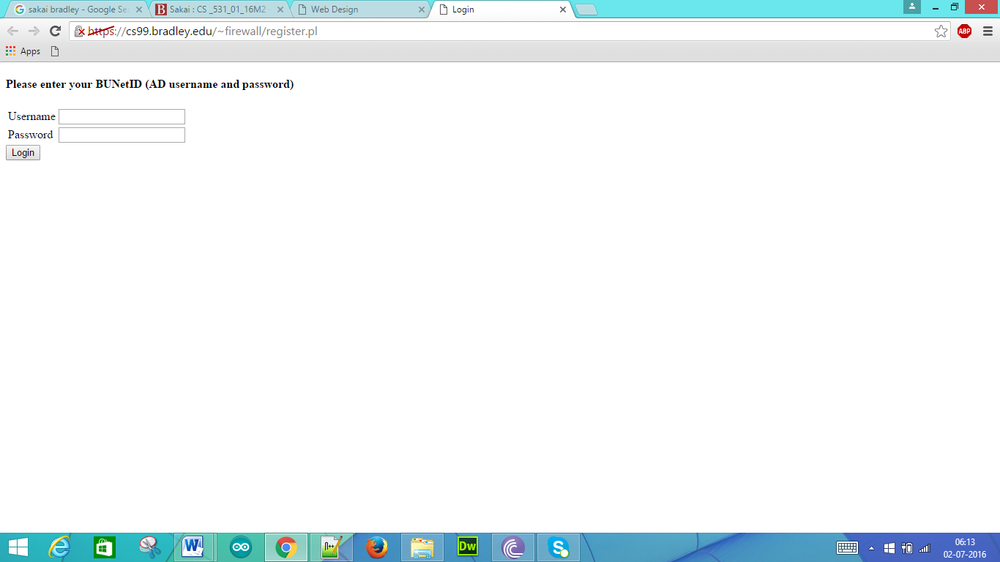 sakai bradley - Google Se
Sakai : CS _531_01_16M2
Web Design
Login
https://cs99.bradley.edu/~firewall/register.pl
ABP
Apps
Please enter your BUNetID (AD username and password)
Username
Password
Login
06:13
02-07-2016